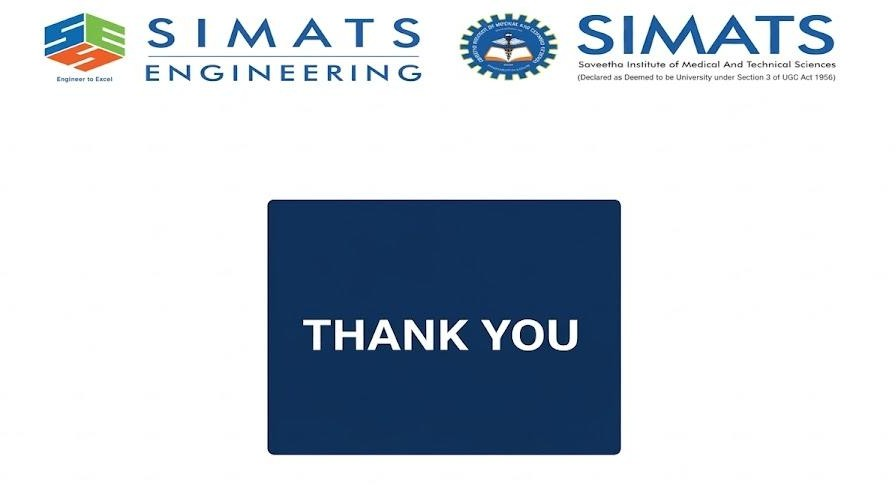 SIMATS
ENGINEERING
Engineer to Excel
SIMATS
Saveetha Institute of Medical And Technical Sciences
(Declared as Deemed to be University under Section 3 of UGC Act 1956)
THANK YOU